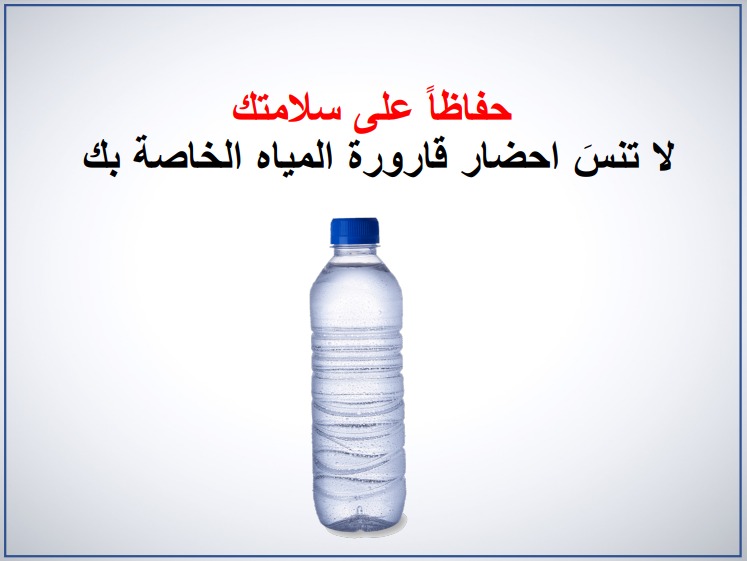 حفاظاً على سلامتك
لا تنسَ احضار قارورة المياه الخاصة بك